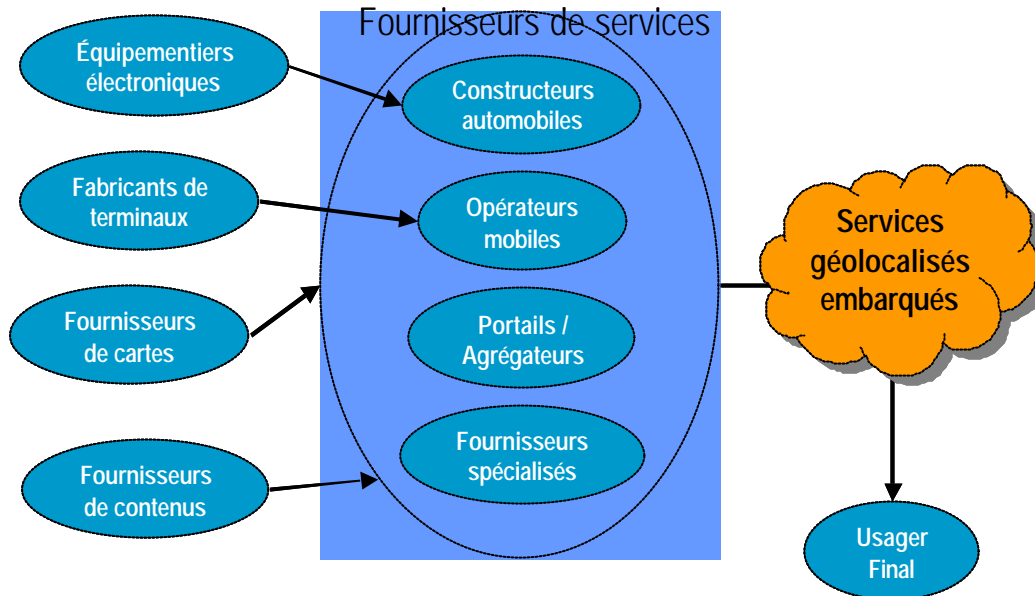 Fournisseurs de services
Équipementiers
électroniques
Constructeurs
automobiles
Fabricants de
terminaux
Opérateurs
mobiles
Services
géolocalisés
embarqués
Fournisseurs
de cartes
Portails /
Agrégateurs
Fournisseurs
de contenus
Fournisseurs
spécialisés
Usager
Final